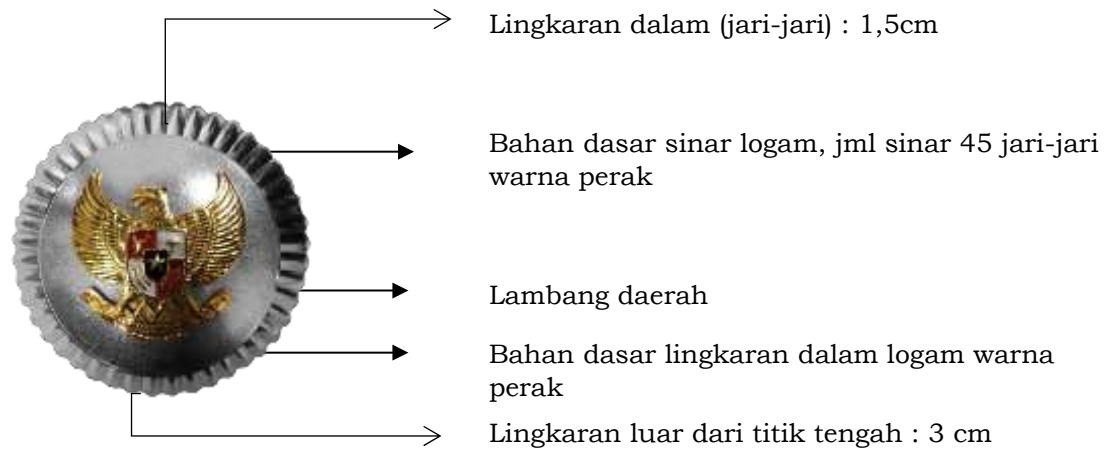 Lingkaran dalam (jari-jari) : 1,5cm
Bahan dasar sinar logam, jml sinar 45 jari-jari
warna perak
Lambang daerah
Bahan dasar lingkaran dalam logam warna
perak
Lingkaran luar dari titik tengah : 3 cm